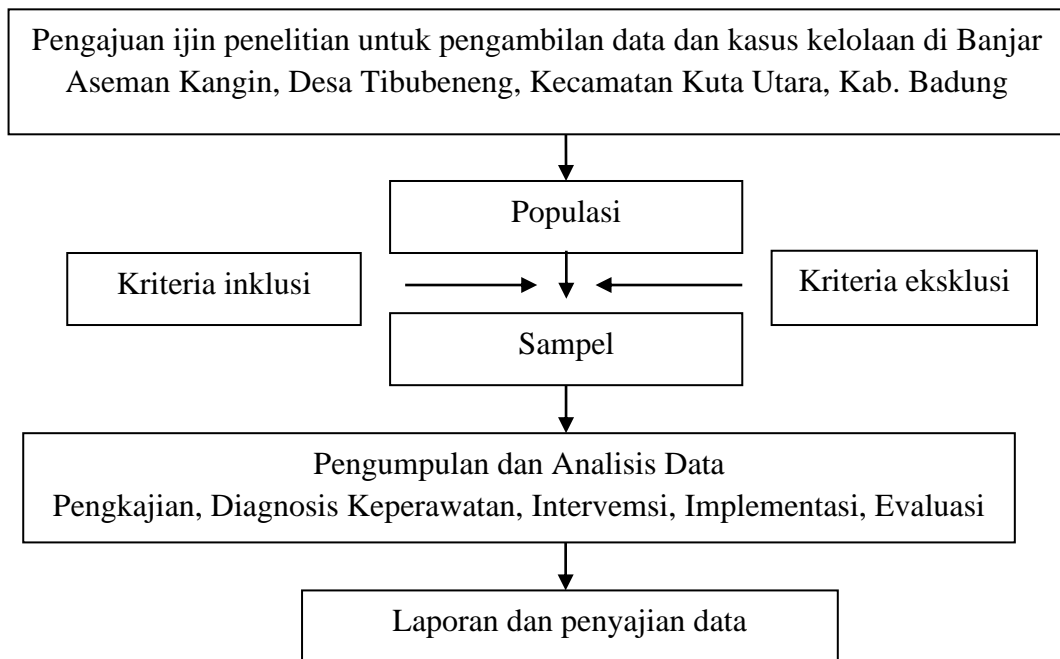 Pengajuan ijin penelitian untuk pengambilan data dan kasus kelolaan di Banjar
Aseman Kangin, Desa Tibubeneng, Kecamatan Kuta Utara, Kab. Badung
Populasi
Kriteria inklusi
Kriteria eksklusi
Sampel
Pengumpulan dan Analisis Data
Pengkajian, Diagnosis Keperawatan, Intervemsi, Implementasi, Evaluasi
Laporan dan penyajian data